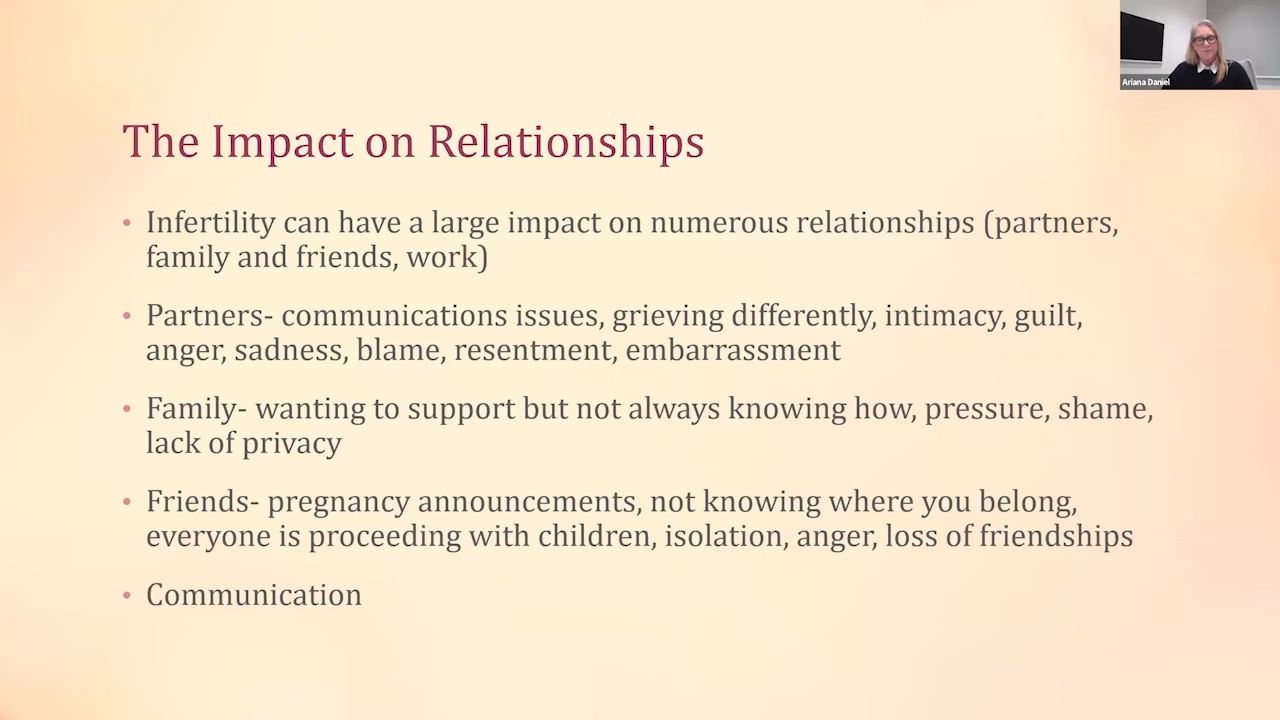 Ariana Daniel
The Impact on Relationships
• Infertility can have a large impact on numerous relationships (partners,
family and friends, work)
• Partners- communications issues, grieving differently, intimacy, guilt,
anger, sadness, blame, resentment, embarrassment
• Family- wanting to support but not always knowing how, pressure, shame,
lack of privacy
• Friends- pregnancy announcements, not knowing where you belong,
everyone is proceeding with children, isolation, anger, loss of friendships
• Communication